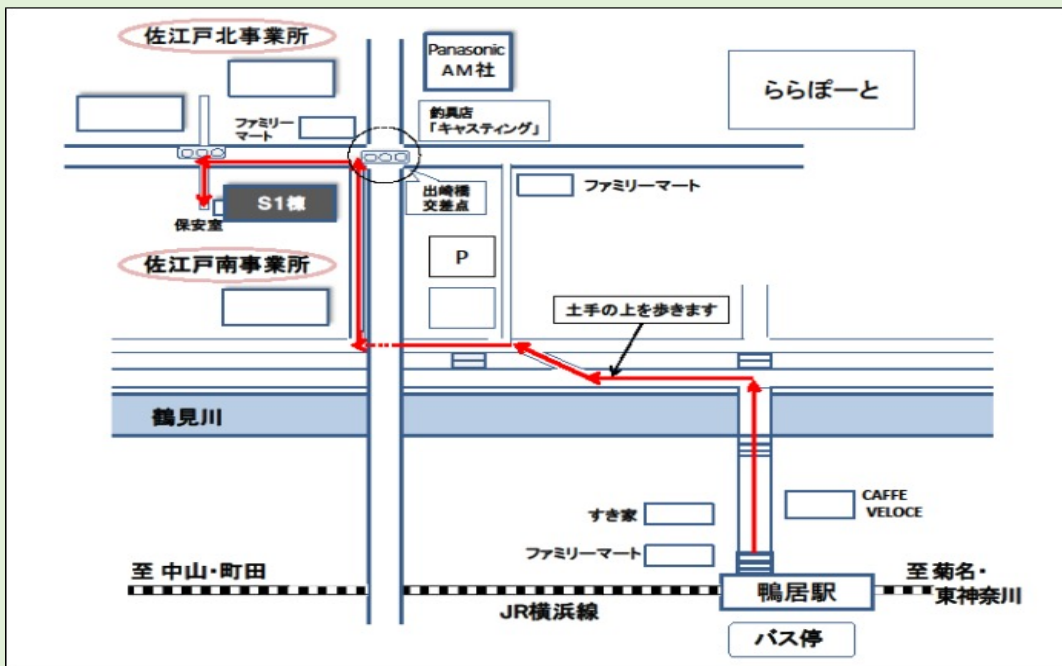 佐江戸北事業所
Panasonic
AM社
ららぽーと
釣具店
「キャスティング」
ファミリー
マート
出崎橋
交差点
ファミリーマート
S1棟
保安室
P
佐江戸南事業所
土手の上を歩きます
鶴見川
CAFFE
VELOCE
すき家
ファミリーマート
至 中山・町田
鴨居駅
至 菊名・
東神奈川
JR横浜線
バス停